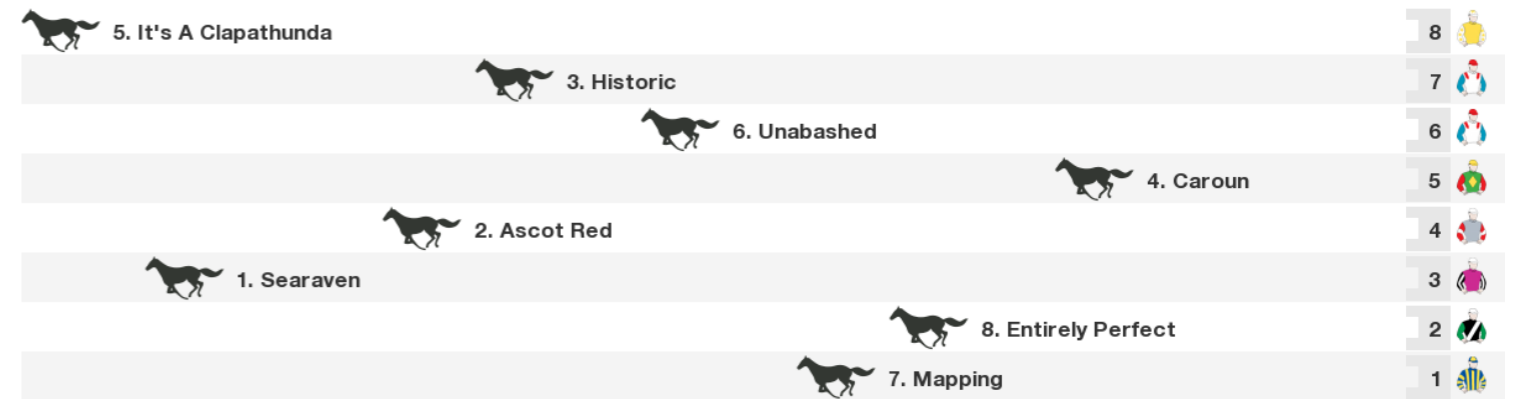 5. It's A Clapathunda 8
3. Historic 7
6. Unabashed 6
4. Caroun 5
2. Ascot Red 4
1. Searaven 3
8. Entirely Perfect 2
7. Mapping 1